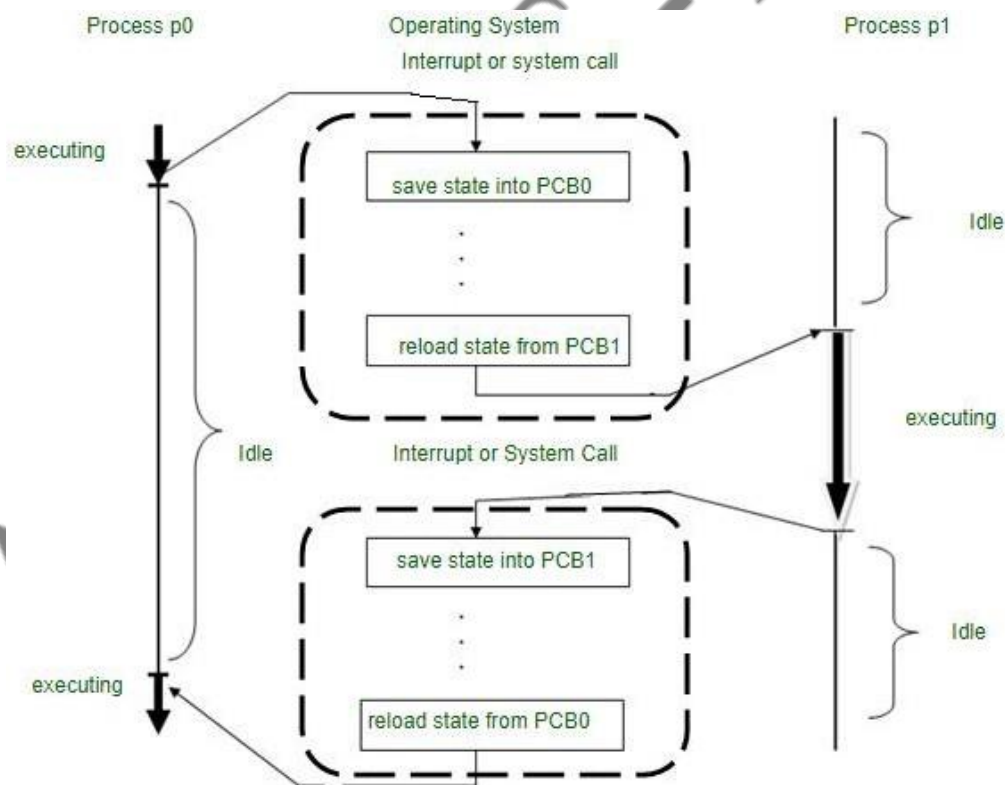 Process p0
Operating System
Process p1
Interrupt or system call
executing
save state into PCB0
Idle
reload state from PCB1
executing
Idle
Interrupt or System Call
save state into PCB1
Idle
executing
reload state from PCB0